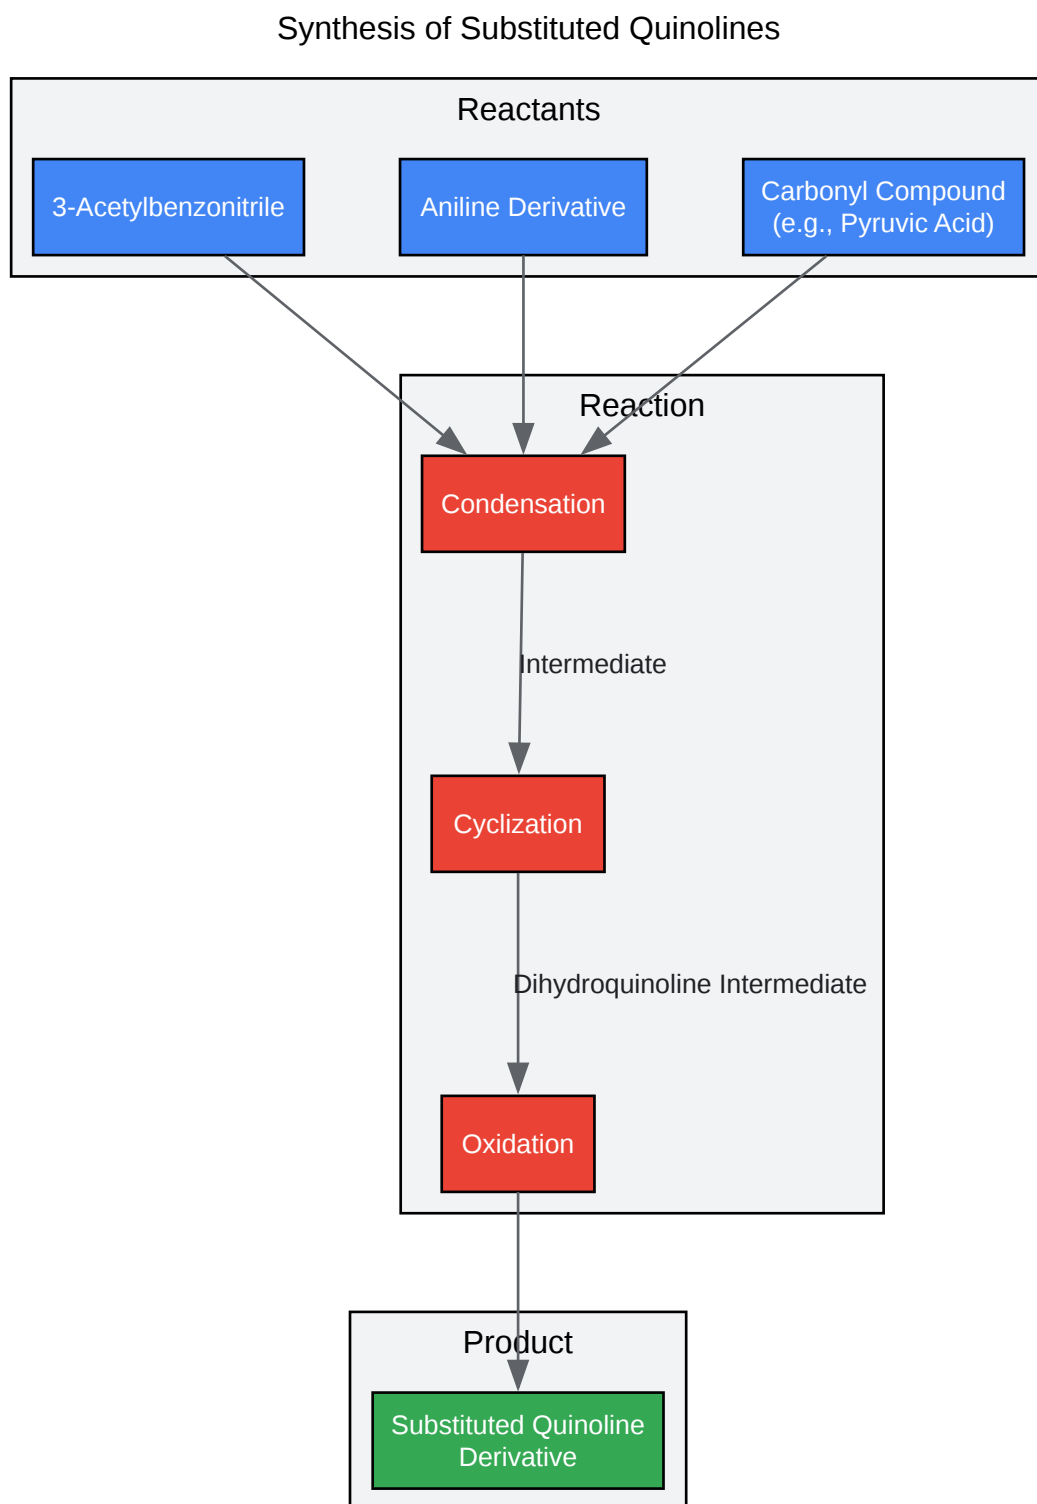 Synthesis of Substituted Quinolines
Reactants
3-Acetylbenzonitrile
Aniline Derivative
Carbonyl Compound
(e.g., Pyruvic Acid)
Reaction
Condensation
Intermediate
Cyclization
Dihydroquinoline Intermediate
Oxidation
Product
Substituted Quinoline
Derivative